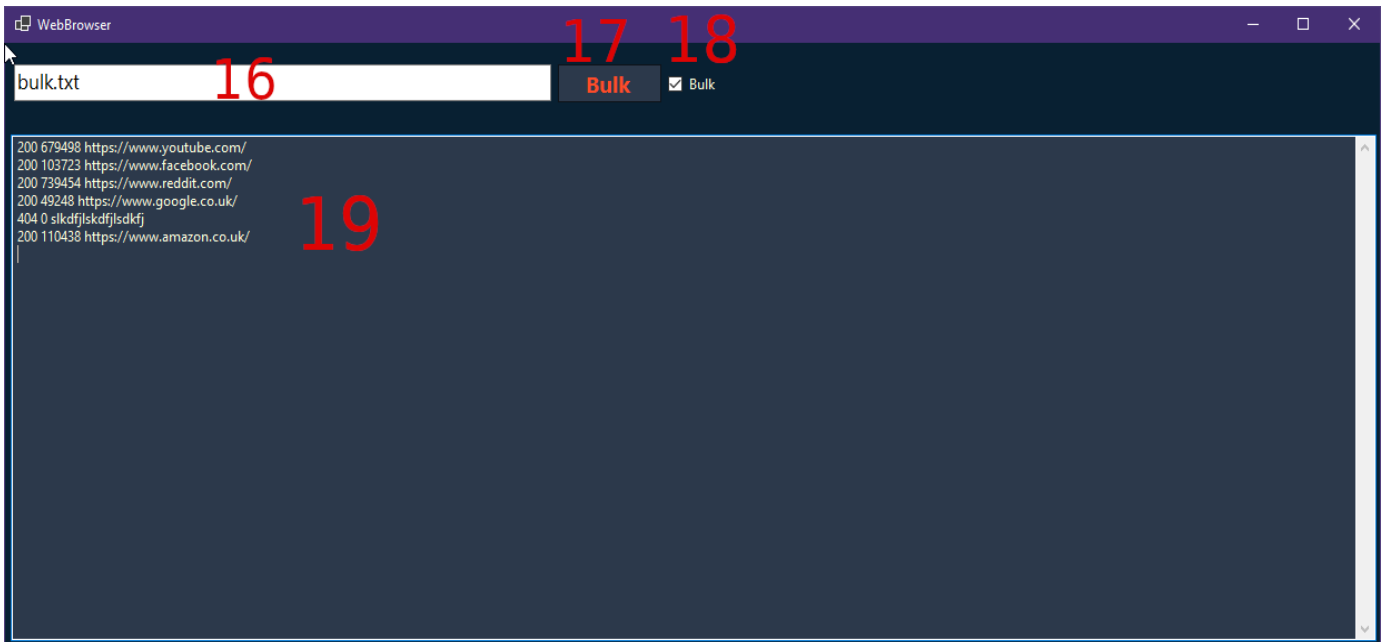 WebBrowser
17 18
bulk.txt 16 Bulk Bulk
200 679498 https://www.youtube.com/
200 103723 https://www.facebook.com/
200 739454 https://www.reddit.com/
200 49248 https://www.google.co.uk/
404 0 slkdfjlskdfjlsdkfj
200 110438 https://www.amazon.co.uk/
19